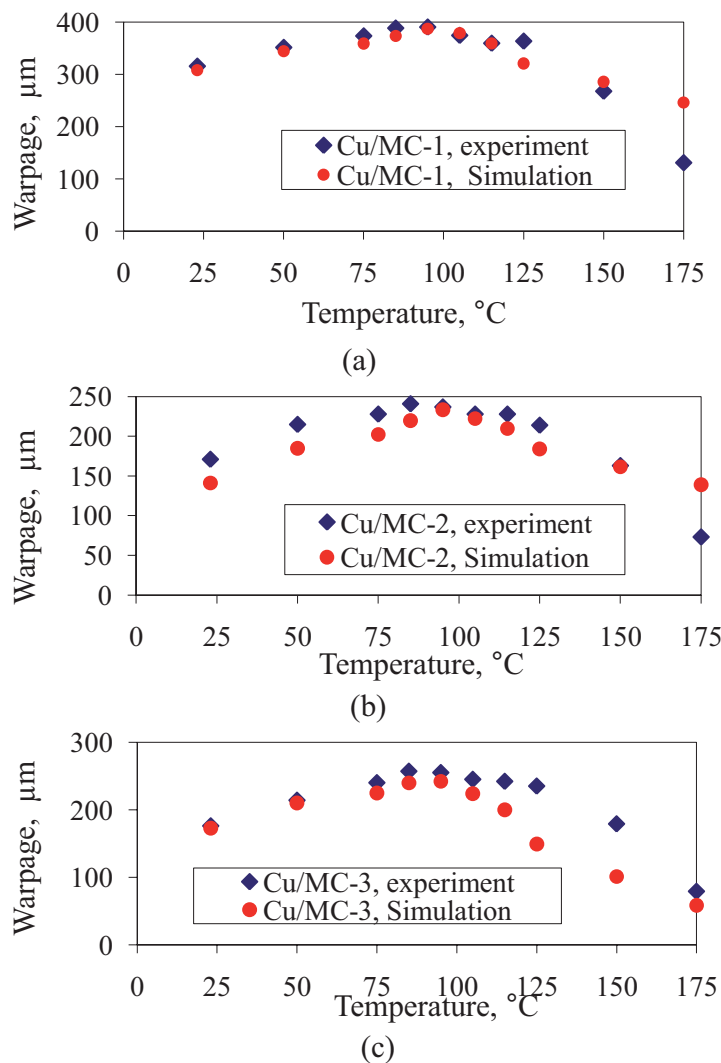 400
300
200
100
0
Warpage, µm
Cu/MC-1, experiment
Cu/MC-1, Simulation
0 25 50 75 100 125 150 175
Temperature, °C
(a)
250
200
150
100
50
0
Warpage, µm
Cu/MC-2, experiment
Cu/MC-2, Simulation
0 25 50 75 100 125 150 175
Temperature, °C
(b)
300
200
100
0
Warpage, µm
Cu/MC-3, experiment
Cu/MC-3, Simulation
0 25 50 75 100 125 150 175
Temperature, °C
(c)